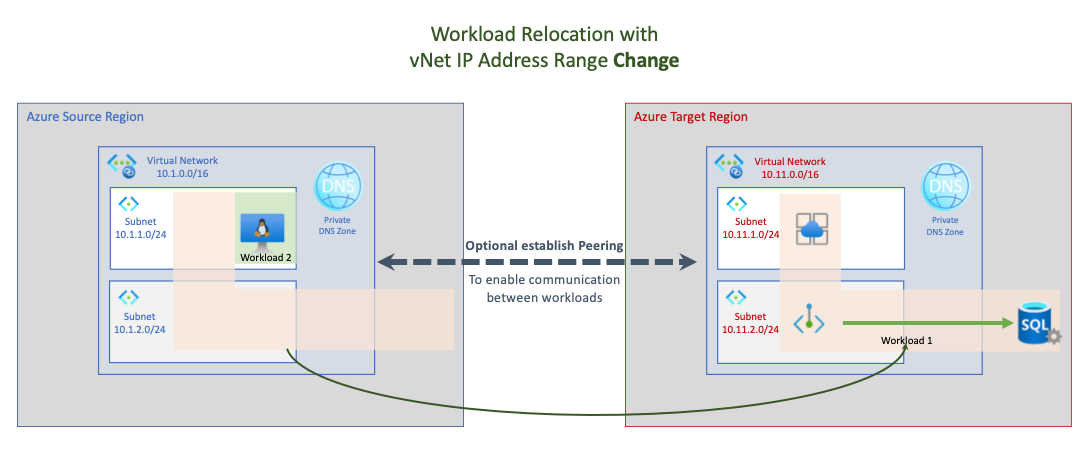 Workload Relocation with
vNet IP Address Range Change
Azure Source Region
Virtual Network
10.1.0.0/16
DNS
Private
DNS Zone
Subnet
10.1.1.0/24
Workload 2
Subnet
10.1.2.0/24
Optional establish Peering
To enable communication
between workloads
Azure Target Region
Virtual Network
10.11.0.0/16
DNS
Private
DNS Zone
Subnet
10.11.1.0/24
Subnet
10.11.2.0/24
Workload 1
SQL